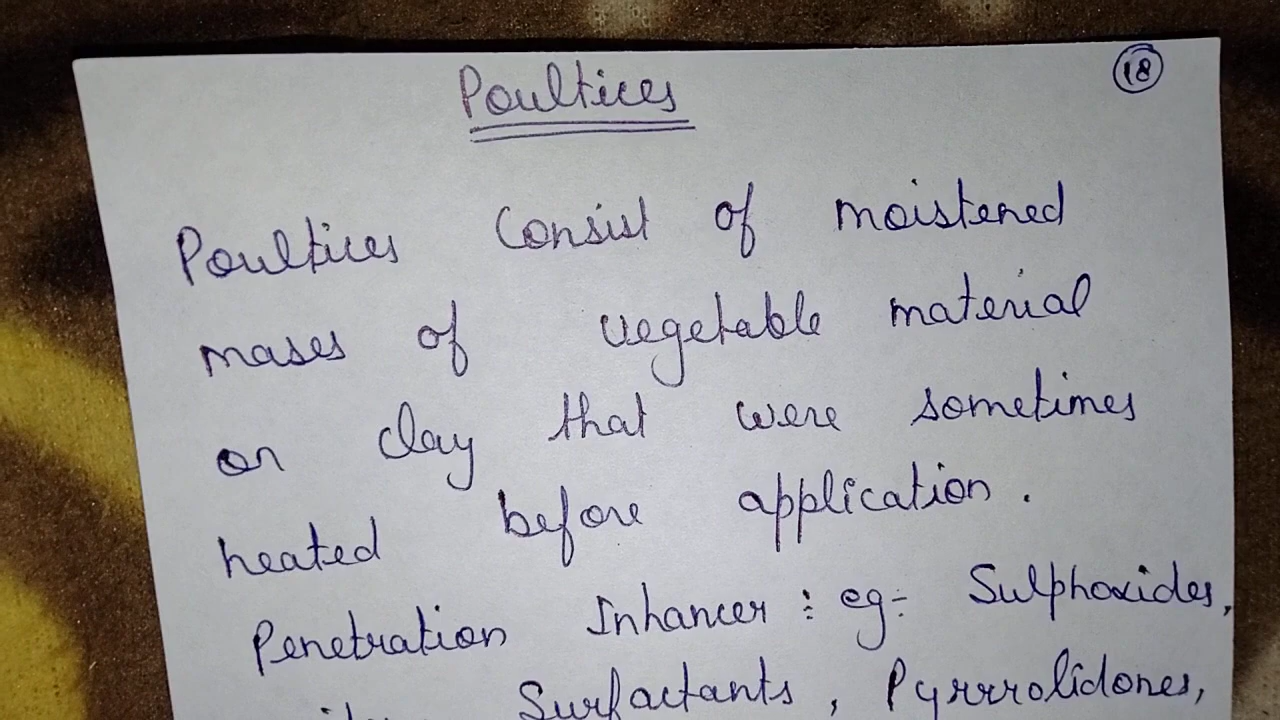 Poultices
18
Poultices Consist of moistened
mases of vegetable material
or clay that were sometimes
heated before application.
Penetration Inhancer : eg:- Sulphoxides,
Surfactants, Pyrrrolidones,